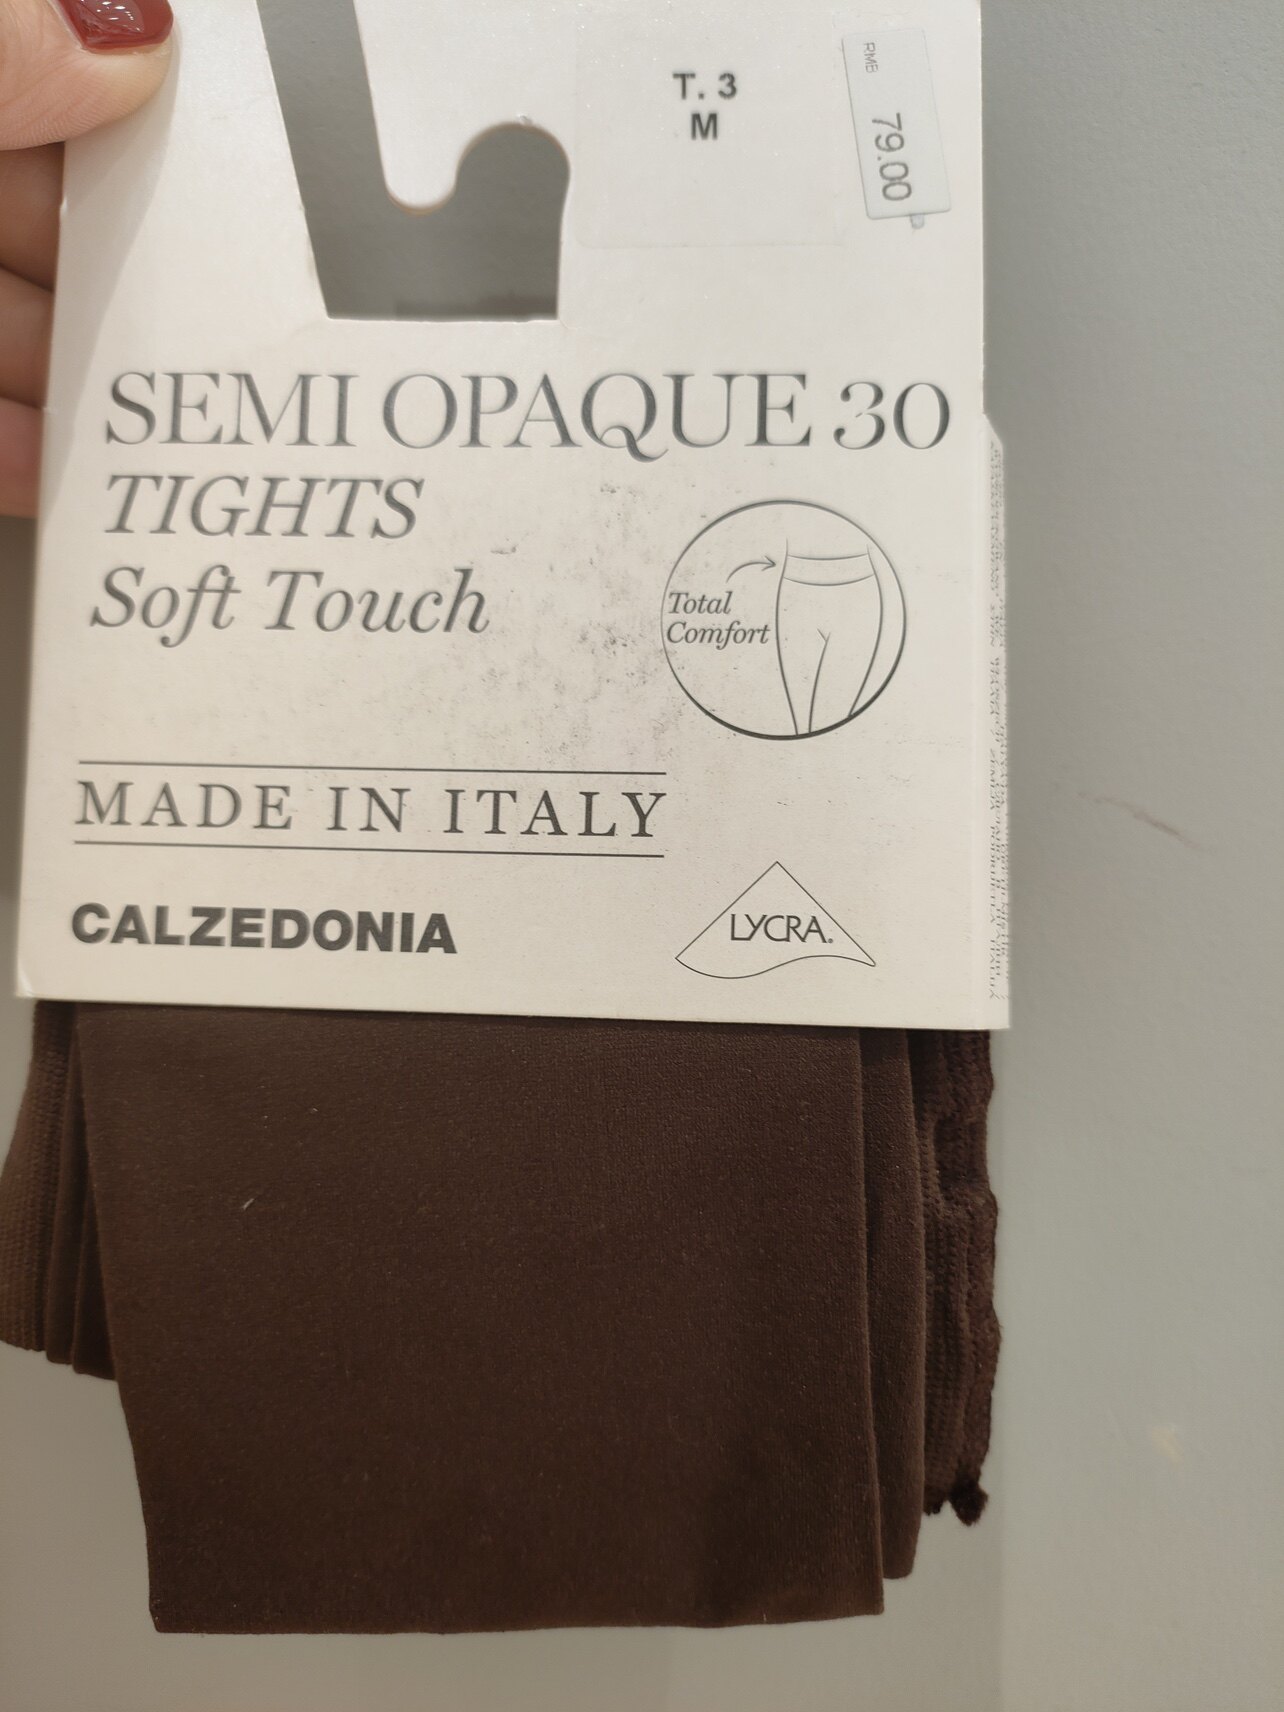 T. 3
M
RMB
79.00
SEMI OPAQUE 30
TIGHTS
Soft Touch
Total
Comfort
MADE IN ITALY
CALZEDONIA
LYCRA®